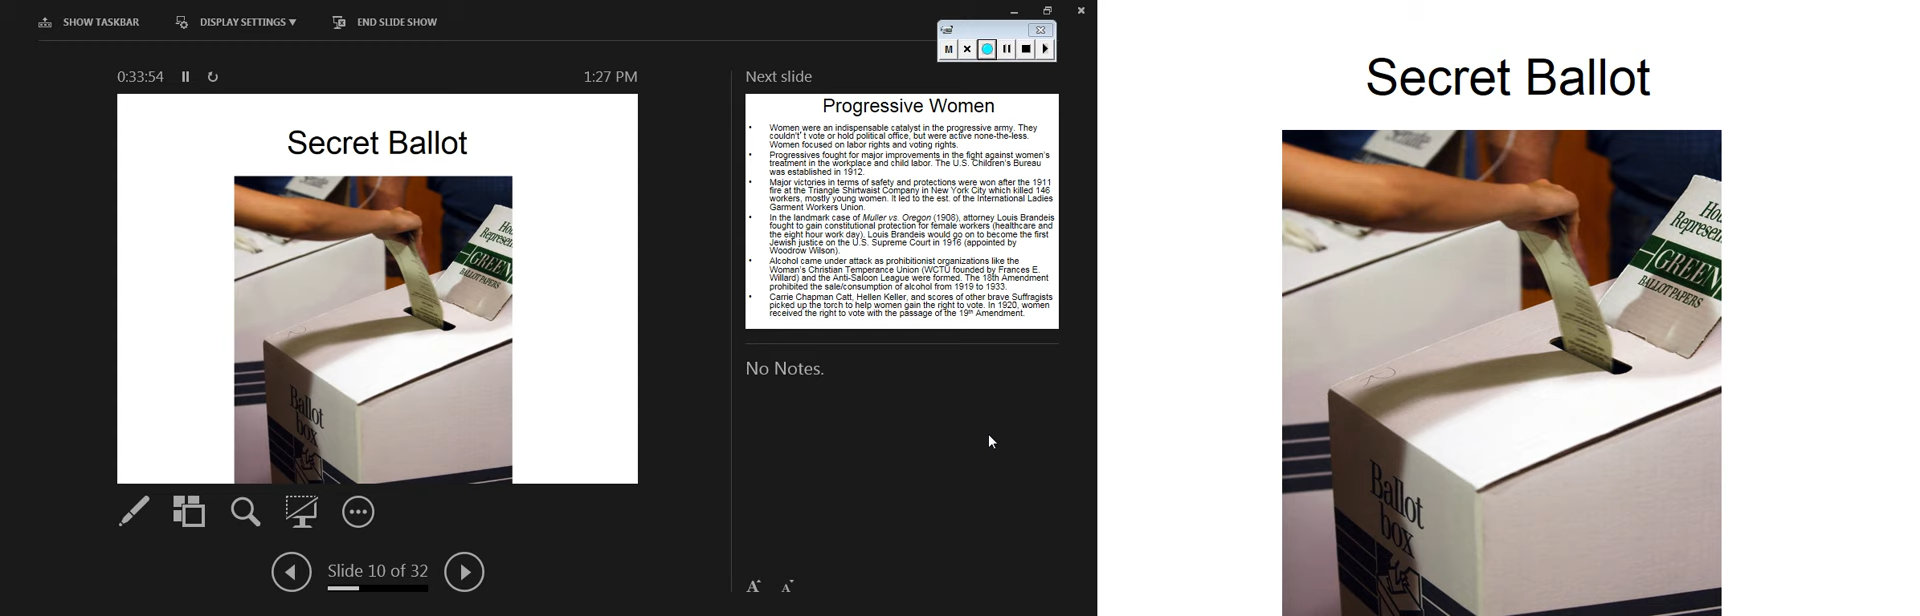 SHOW TASKBAR
DISPLAY SETTINGS ▼
END SLIDE SHOW
M
0:33:54
1:27 PM
Secret Ballot
House
Represen
GREEN
BALLOT PAPERS
Ballot
box
Slide 10 of 32
Next slide
Progressive Women
• Women were an indispensable catalyst in the progressive army. They
couldn't' t vote or hold political office, but were active none-the-less.
Women focused on labor rights and voting rights.
• Progressives fought for major improvements in the fight against women's
treatment in the workplace and child labor. The U.S. Children's Bureau
was established in 1912.
• Major victories in terms of safety and protections were won after the 1911
fire at the Triangle Shirtwaist Company in New York City which killed 146
workers, mostly young women. It led to the est. of the International Ladies
Garment Workers Union.
• In the landmark case of Muller vs. Oregon (1908), attorney Louis Brandeis
fought to gain constitutional protection for female workers (healthcare and
the eight hour work day). Louis Brandeis would go on to become the first
Jewish justice on the U.S. Supreme Court in 1916 (appointed by
Woodrow Wilson).
• Alcohol came under attack as prohibitionist organizations like the
Woman's Christian Temperance Union (WCTU founded by Frances E.
Willard) and the Anti-Saloon League were formed. The 18th Amendment
prohibited the sale/consumption of alcohol from 1919 to 1933.
• Carrie Chapman Catt, Hellen Keller, and scores of other brave Suffragists
picked up the torch to help women gain the right to vote. In 1920, women
received the right to vote with the passage of the 19th Amendment.
No Notes.
A A
Secret Ballot
Represen
GREEN
BALLOT PAPERS
Ballot
box